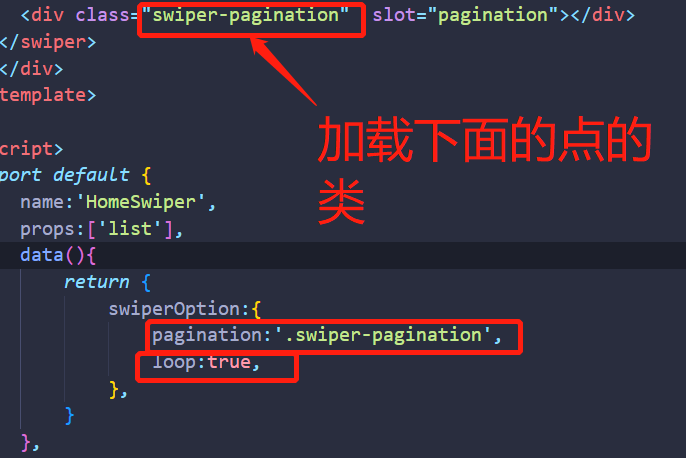 <div class="swiper-pagination"  slot="pagination"></div>
</swiper>
</div>
template>
加载下面的点的
类
cript>
port default {
name:'HomeSwiper',
props:['list'],
data(){
return {
swiperOption:{
pagination:'.swiper-pagination',
loop:true,
},
}
},